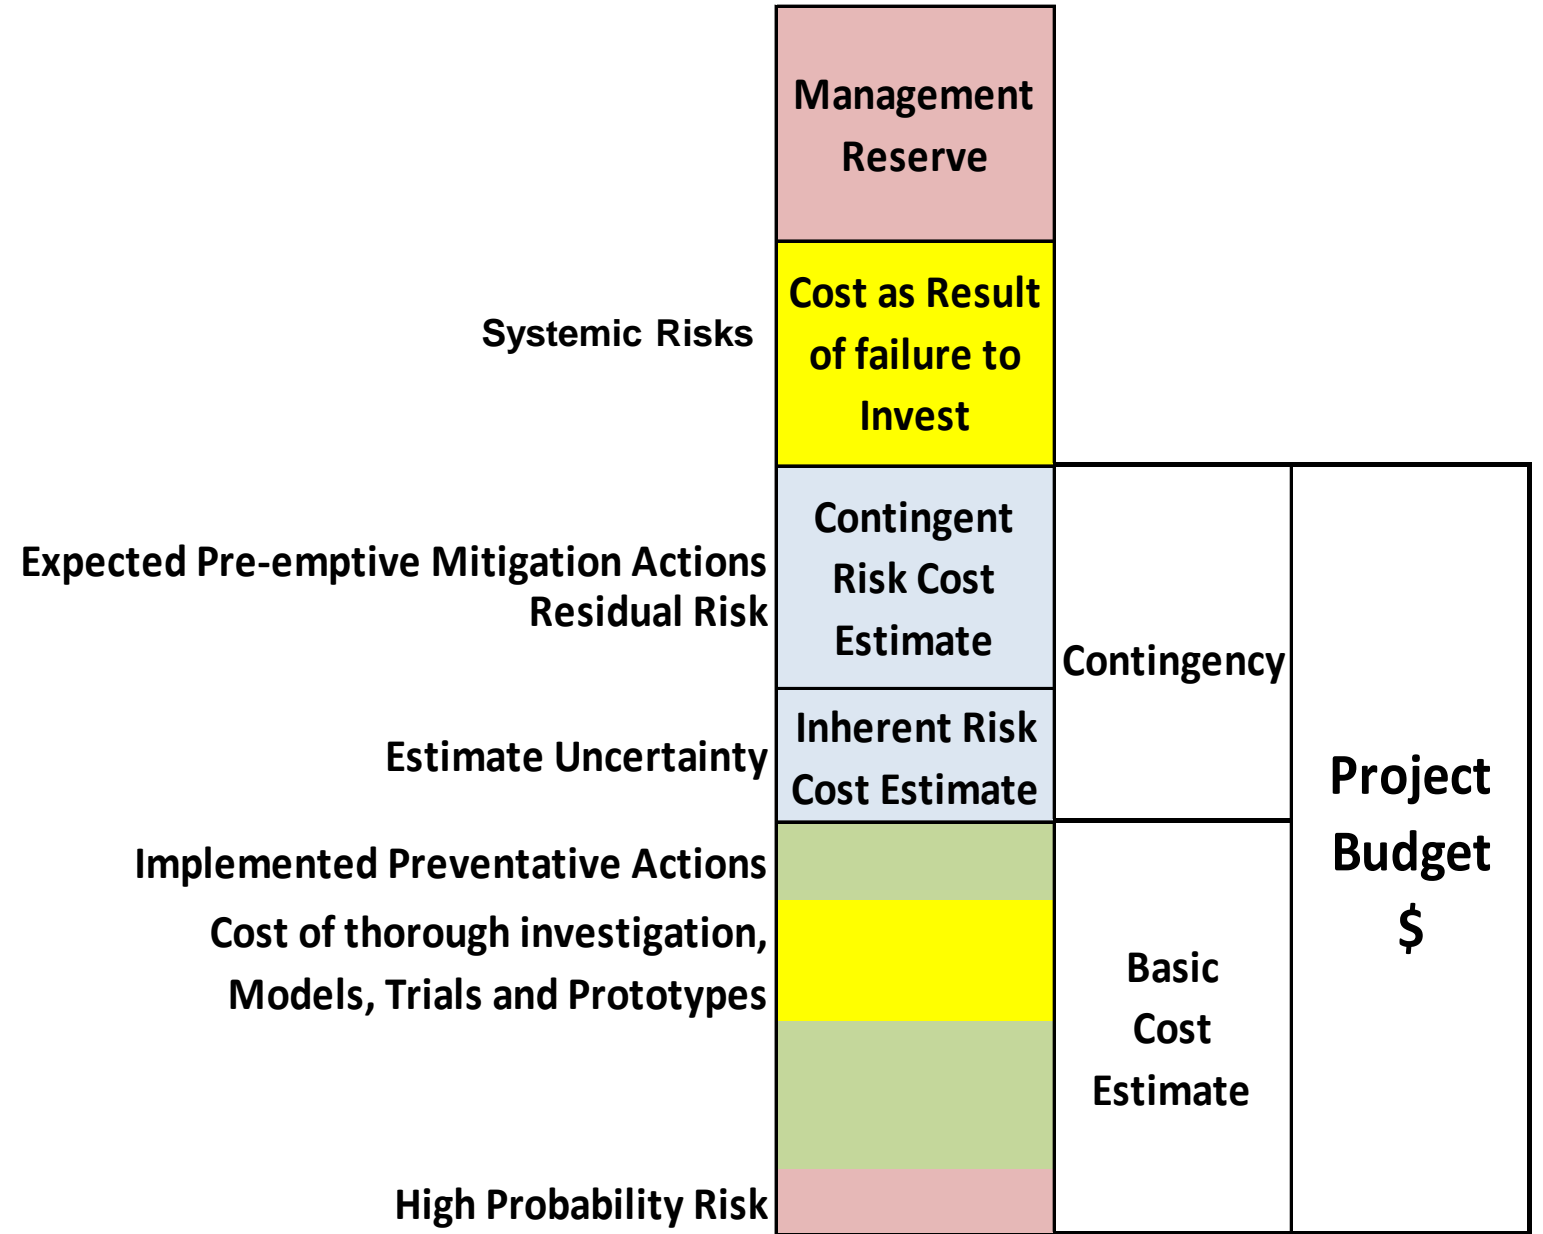 Management
Reserve
Systemic Risks
Cost as Result
of failure to
Invest
Expected Pre-emptive Mitigation Actions
Residual Risk
Contingent
Risk Cost
Estimate
Contingency
Estimate Uncertainty
Inherent Risk
Cost Estimate
Project
Budget
$
Implemented Preventative Actions
Cost of thorough investigation,
Models, Trials and Prototypes
Basic
Cost
Estimate
High Probability Risk